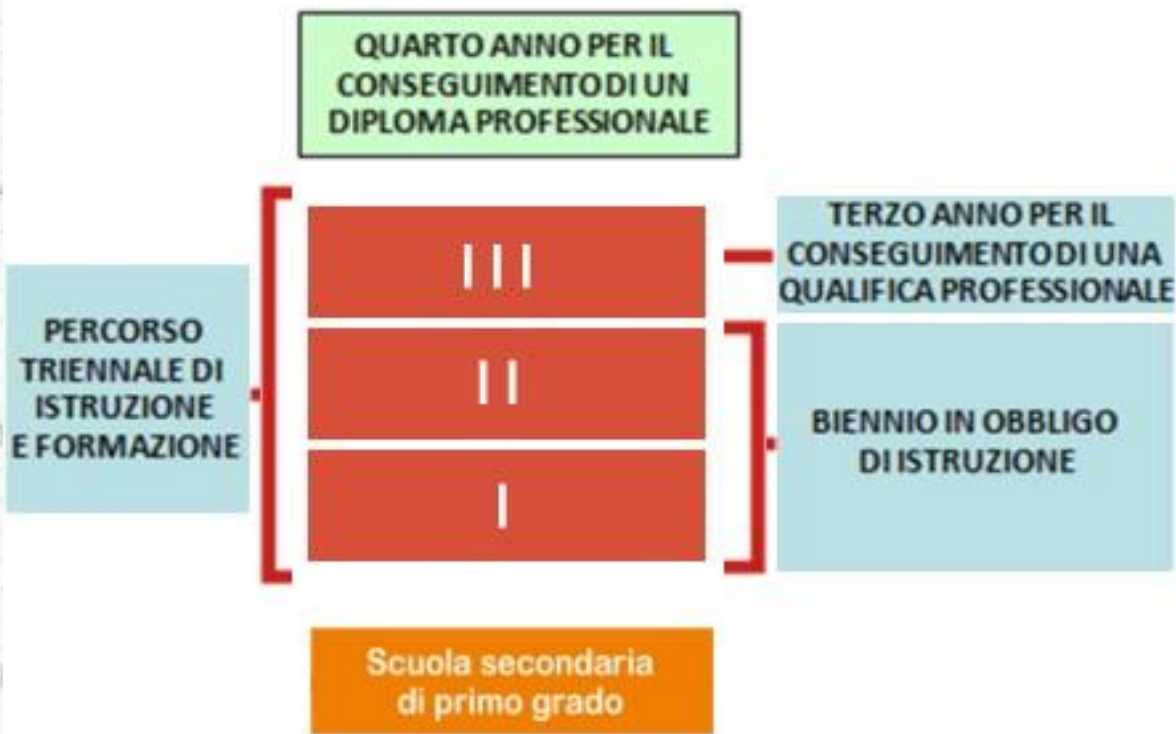 QUARTO ANNO PER IL
CONSEGUIMENTO DI UN
DIPLOMA PROFESSIONALE
PERCORSO
TRIENNALE DI
ISTRUZIONE
E FORMAZIONE
III
II
I
TERZO ANNO PER IL
CONSEGUIMENTO DI UNA
QUALIFICA PROFESSIONALE
BIENNIO IN OBBLIGO
DI ISTRUZIONE
Scuola secondaria
di primo grado